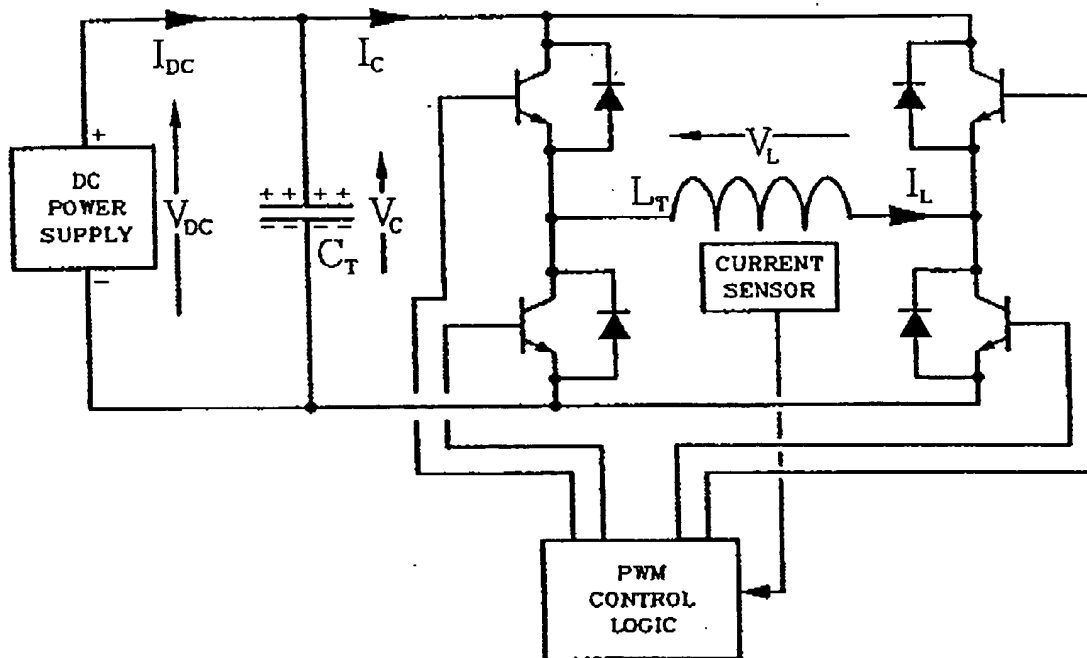 I_DC
I_C
+
DC
POWER
SUPPLY
−
V_DC
+ + + +
− − − −
C_T
V_C
V_L
L_T
I_L
CURRENT
SENSOR
PWM
CONTROL
LOGIC